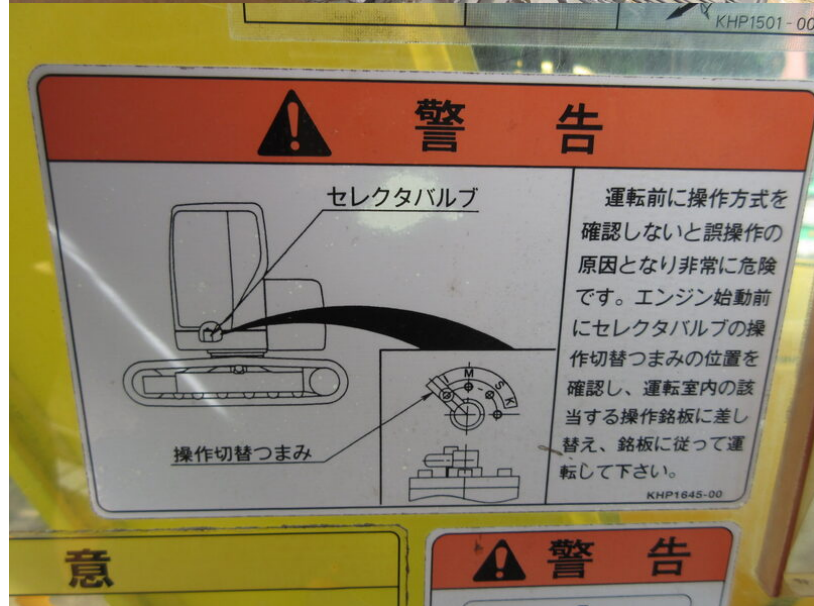 KHP1501-00
警告
セレクタバルブ
操作切替つまみ
M S K
運転前に操作方式を
確認しないと誤操作の
原因となり非常に危険
です。エンジン始動前
にセレクタバルブの操
作切替つまみの位置を
確認し、運転室内の該
当する操作銘板に差し
替え、銘板に従って運
転して下さい。
KHP1645-00
意
警告